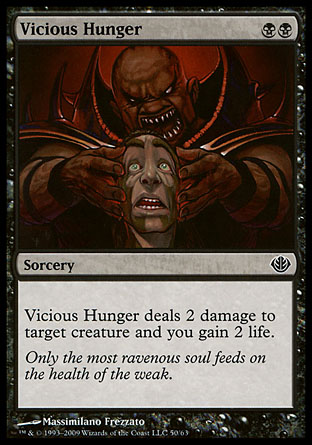 Vicious Hunger
Sorcery
Vicious Hunger deals 2 damage to
target creature and you gain 2 life.
Only the most ravenous soul feeds on
the health of the weak.
Massimiliano Frezzato
™ & © 1993–2009 Wizards of the Coast LLC 50/63